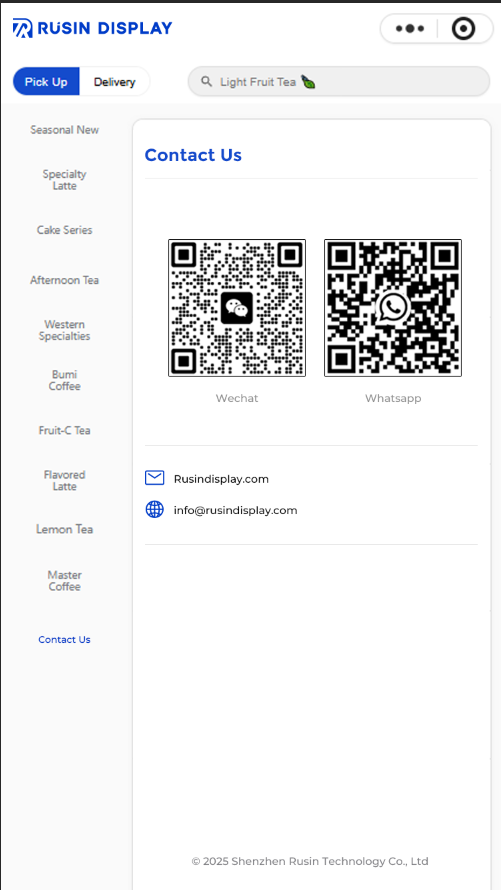 RUSIN DISPLAY
Pick Up
Delivery
Light Fruit Tea
Seasonal New
Specialty
Latte
Cake Series
Afternoon Tea
Western
Specialties
Bumi
Coffee
Fruit-C Tea
Flavored
Latte
Lemon Tea
Master
Coffee
Contact Us
Contact Us
Wechat
Whatsapp
Rusindisplay.com
info@rusindisplay.com
© 2025 Shenzhen Rusin Technology Co., Ltd